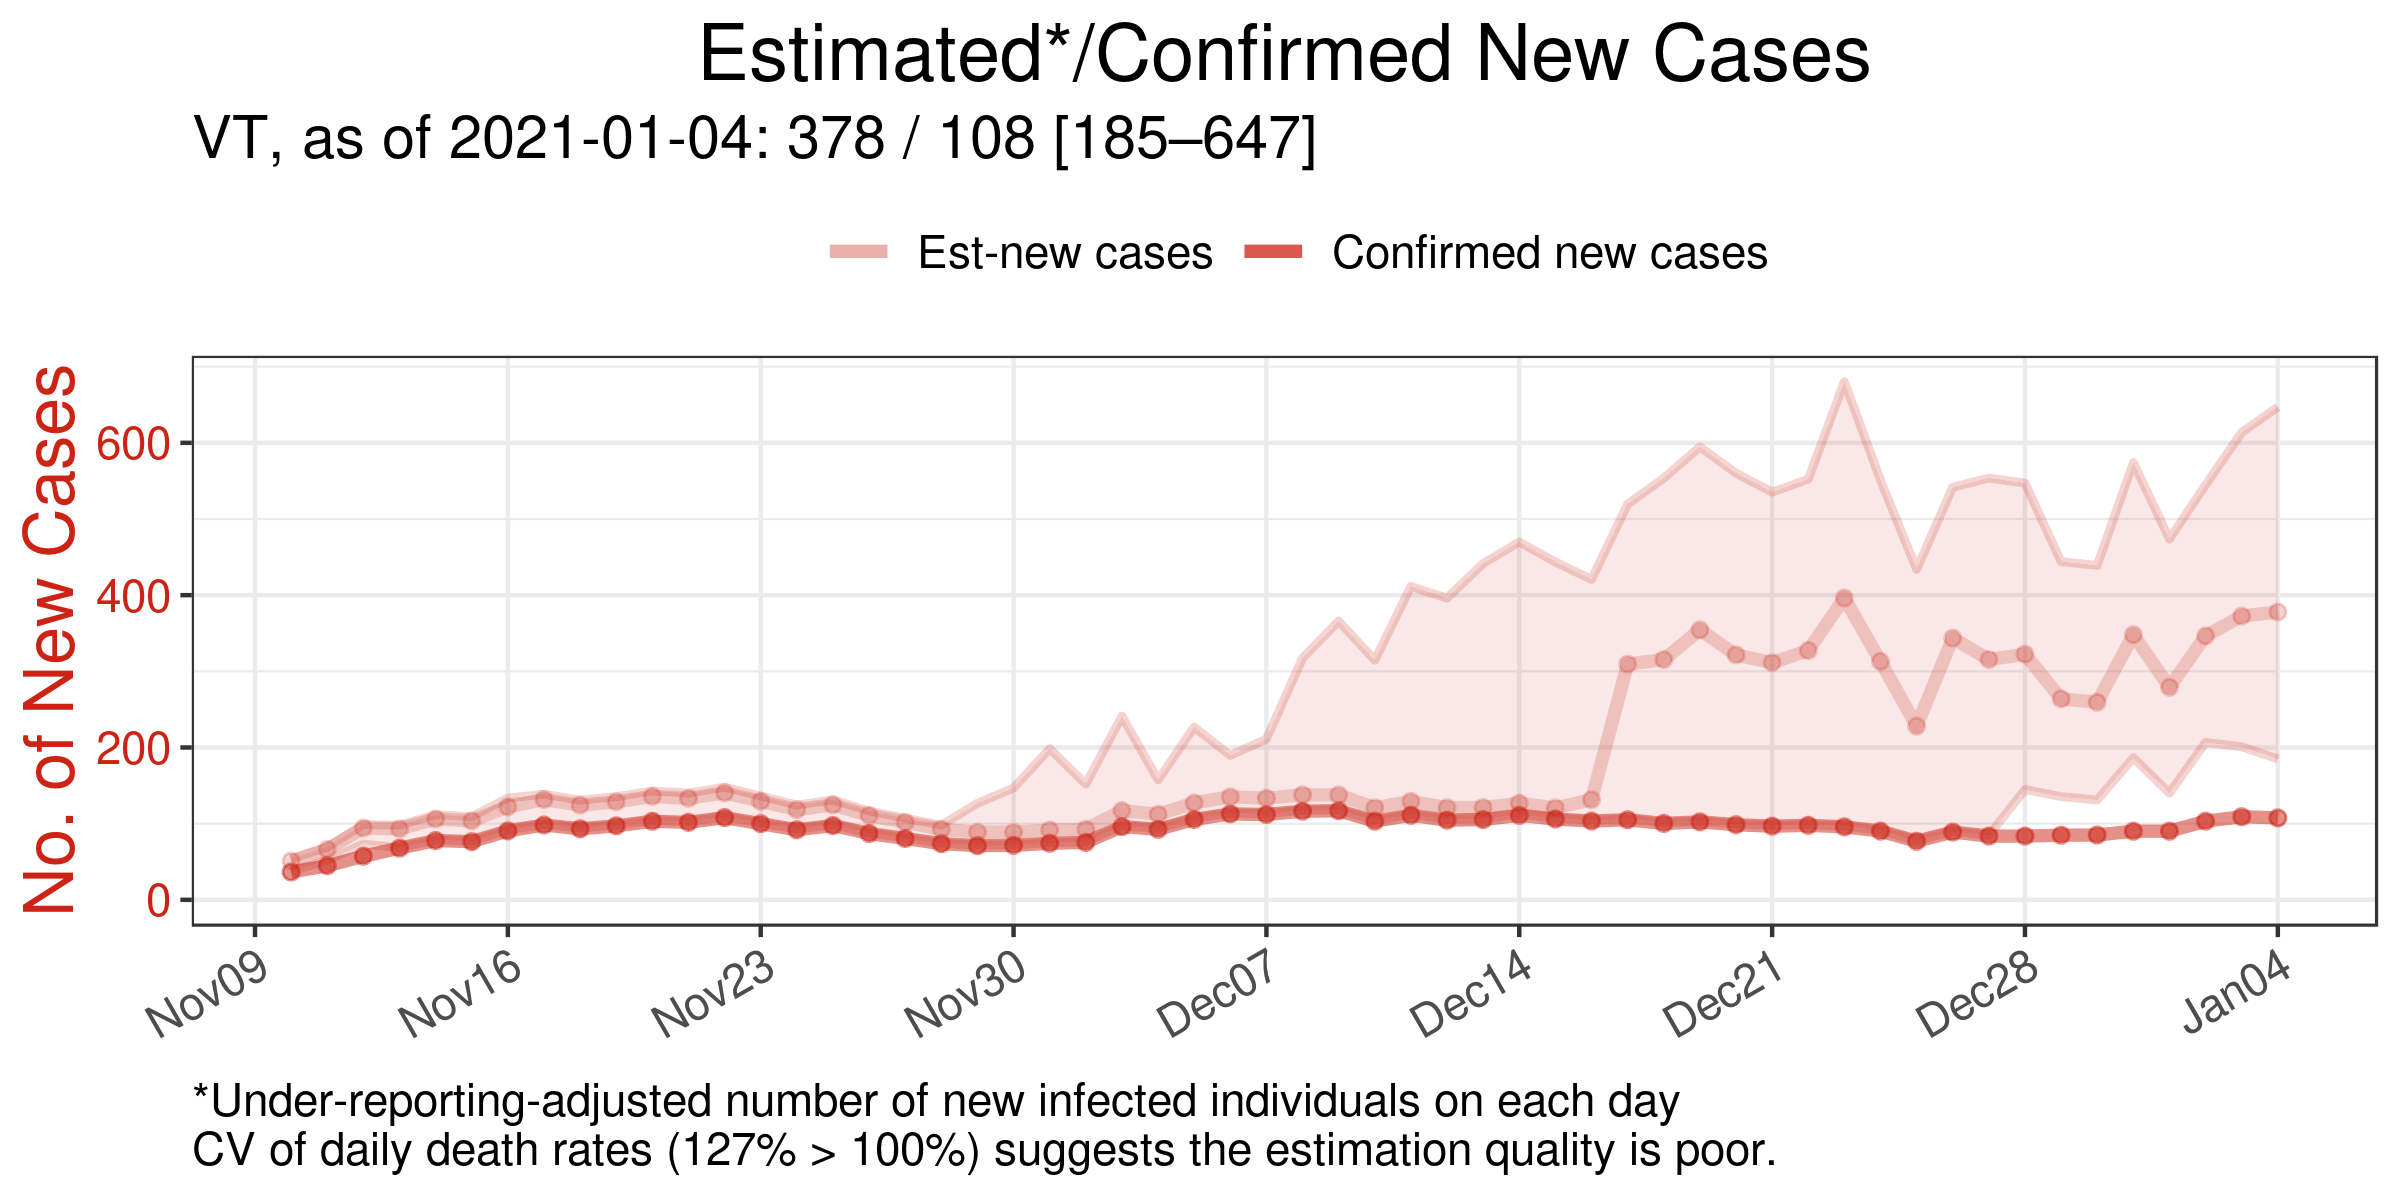 Estimated*/Confirmed New Cases
VT, as of 2021-01-04: 378 / 108 [185–647]
Est-new cases
Confirmed new cases
No. of New Cases
600
400
200
0
Nov09
Nov16
Nov23
Nov30
Dec07
Dec14
Dec21
Dec28
Jan04
*Under-reporting-adjusted number of new infected individuals on each day
CV of daily death rates (127% > 100%) suggests the estimation quality is poor.